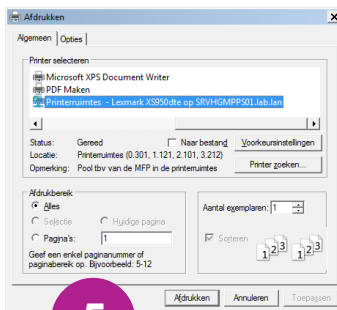 Afdrukken
Algemeen Opties
Printer selecteren
Microsoft XPS Document Writer
PDF Maken
Printerruimtes - Lexmark XS950dte op SRVHGMPPS01.lab.lan
Status: Gereed Naar bestand Voorkeursinstellingen
Locatie: Printerruimtes (0.301, 1.121, 2.101, 3.212)
Opmerking: Pool tbv van de MFP in de printerruimtes Printer zoeken...
Afdrukbereik
Alles Aantal exemplaren: 1
Selectie Huidige pagina
Pagina's: 1 Sorteren
Geef een enkel paginanummer of
paginabereik op. Bijvoorbeeld: 5-12
1 2 3 1 2 3
Afdrukken Annuleren Toepassen